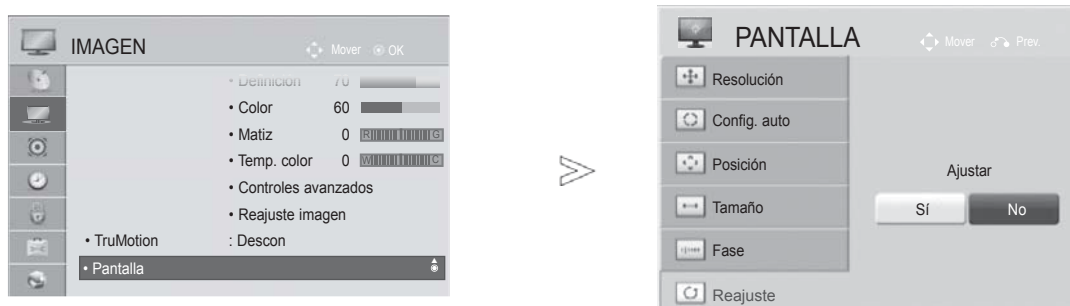 IMAGEN
Mover OK
• Definición 70
• Color 60
• Matiz 0 R G
• Temp. color 0 W C
• Controles avanzados
• Reajuste imagen
• TruMotion : Descon
• Pantalla
PANTALLA
Mover Prev.
Resolución
Config. auto
Posición
Tamaño
Fase
Reajuste
Ajustar
Sí No